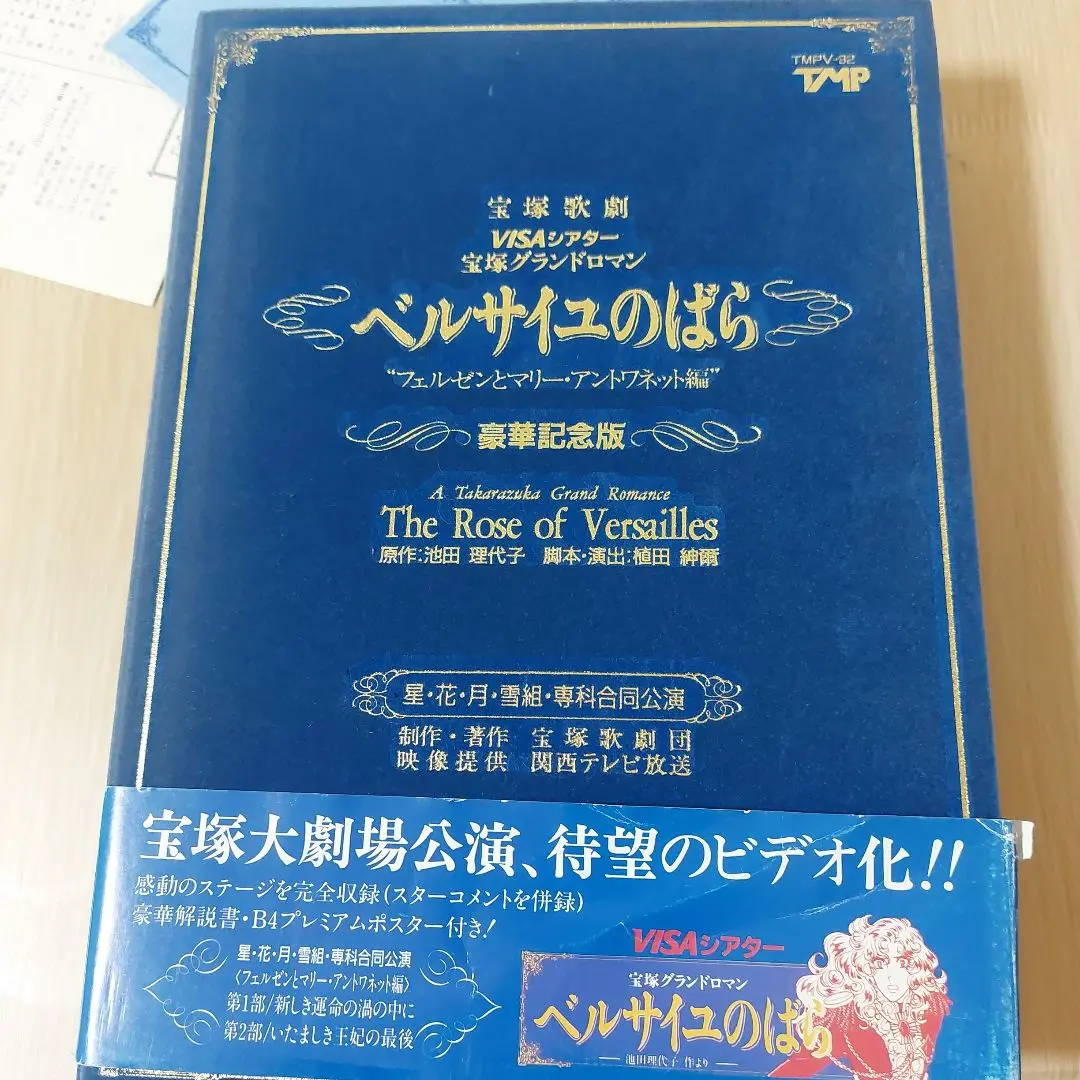 TMPV-92
TMP
宝塚歌劇
VISAシアター
宝塚グランドロマン
ベルサイユのばら
“フェルゼンとマリー・アントワネット編”
豪華記念版
A Takarazuka Grand Romance
The Rose of Versailles
原作:池田 理代子 脚本・演出:植田 紳爾
星・花・月・雪組・専科合同公演
制作・著作 宝塚歌劇団
映像提供 関西テレビ放送
宝塚大劇場公演、待望のビデオ化!!
感動のステージを完全収録(スターコメントを併録)
豪華解説書・B4プレミアムポスター付き!
星・花・月・雪組・専科合同公演
〈フェルゼンとマリー・アントワネット編〉
第1部/新しき運命の渦の中に
第2部/いたましき王妃の最後
VISAシアター
宝塚グランドロマン
ベルサイユのばら
池田理代子 作より